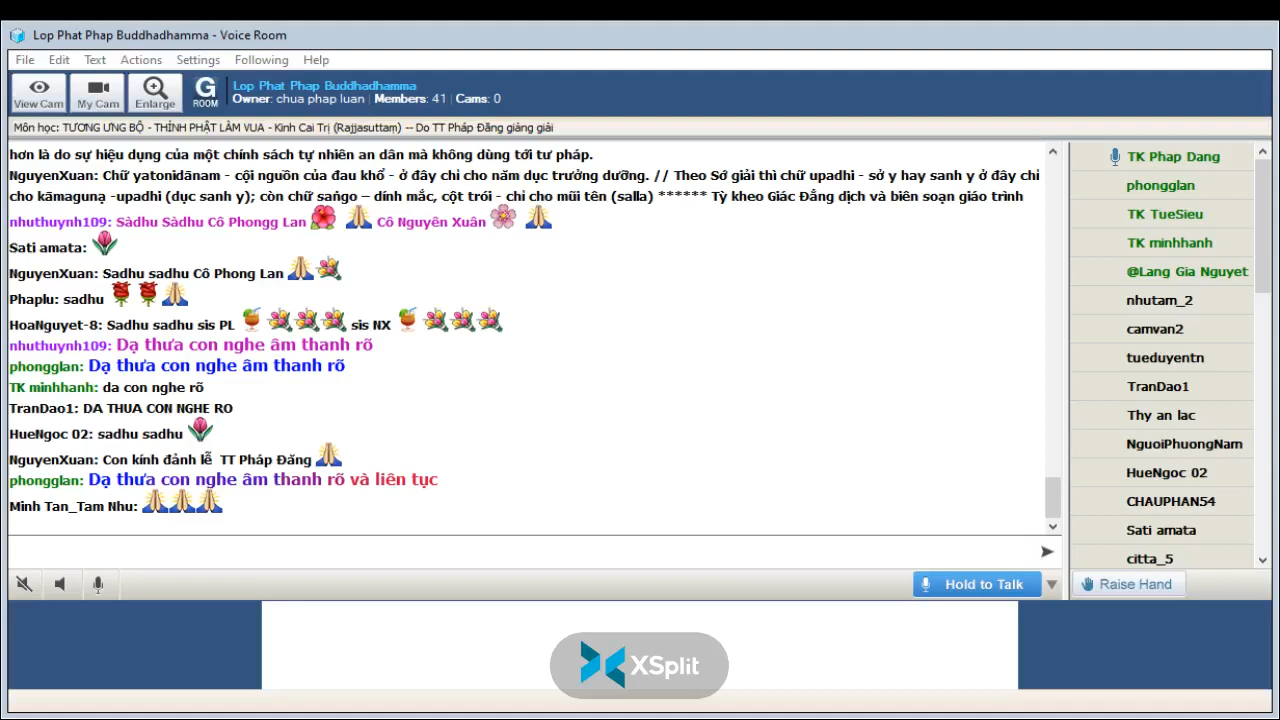 Lop Phat Phap Buddhadhamma - Voice Room
File Edit Text Actions Settings Following Help
View Cam My Cam Enlarge G ROOM
Lop Phat Phap Buddhadhamma
Owner: chua phap luan | Members: 41 | Cams: 0
Môn học: TƯƠNG ƯNG BỘ - THỈNH PHẬT LÀM VUA - Kinh Cai Trị (Rajjasuttaṃ) -- Do TT Pháp Đăng giảng giải
hơn là do sự hiệu dụng của một chính sách tự nhiên an dân mà không dùng tới tư pháp.
NguyenXuan: Chữ yatonidānam - cội nguồn của đau khổ - ở đây chỉ cho năm dục trưởng dưỡng. // Theo Sớ giải thì chữ upadhi - sở y hay sanh y ở đây chỉ
cho kāmaguṇa -upadhi (dục sanh y); còn chữ saṅgo – dính mắc, cột trói - chỉ cho mũi tên (salla) ****** Tỳ kheo Giác Đẳng dịch và biên soạn giáo trình
nhuthuynh109: Sàdhu Sàdhu Cô Phongg Lan Cô Nguyên Xuân
Sati amata:
NguyenXuan: Sadhu sadhu Cô Phong Lan
Phaplu: sadhu
HoaNguyet-8: Sadhu sadhu sis PL sis NX
nhuthuynh109: Dạ thưa con nghe âm thanh rõ
phongglan: Dạ thưa con nghe âm thanh rõ
TK minhhanh: da con nghe rõ
TranDao1: DA THUA CON NGHE RO
HueNgoc 02: sadhu sadhu
NguyenXuan: Con kính đảnh lễ TT Pháp Đăng
phongglan: Dạ thưa con nghe âm thanh rõ và liên tục
Minh Tan_Tam Nhu:
TK Phap Dang
phongglan
TK TueSieu
TK minhhanh
@Lang Gia Nguyet
nhutam_2
camvan2
tueduyentn
TranDao1
Thy an lac
NguoiPhuongNam
HueNgoc 02
CHAUPHAN54
Sati amata
citta_5
Hold to Talk
Raise Hand
XSplit